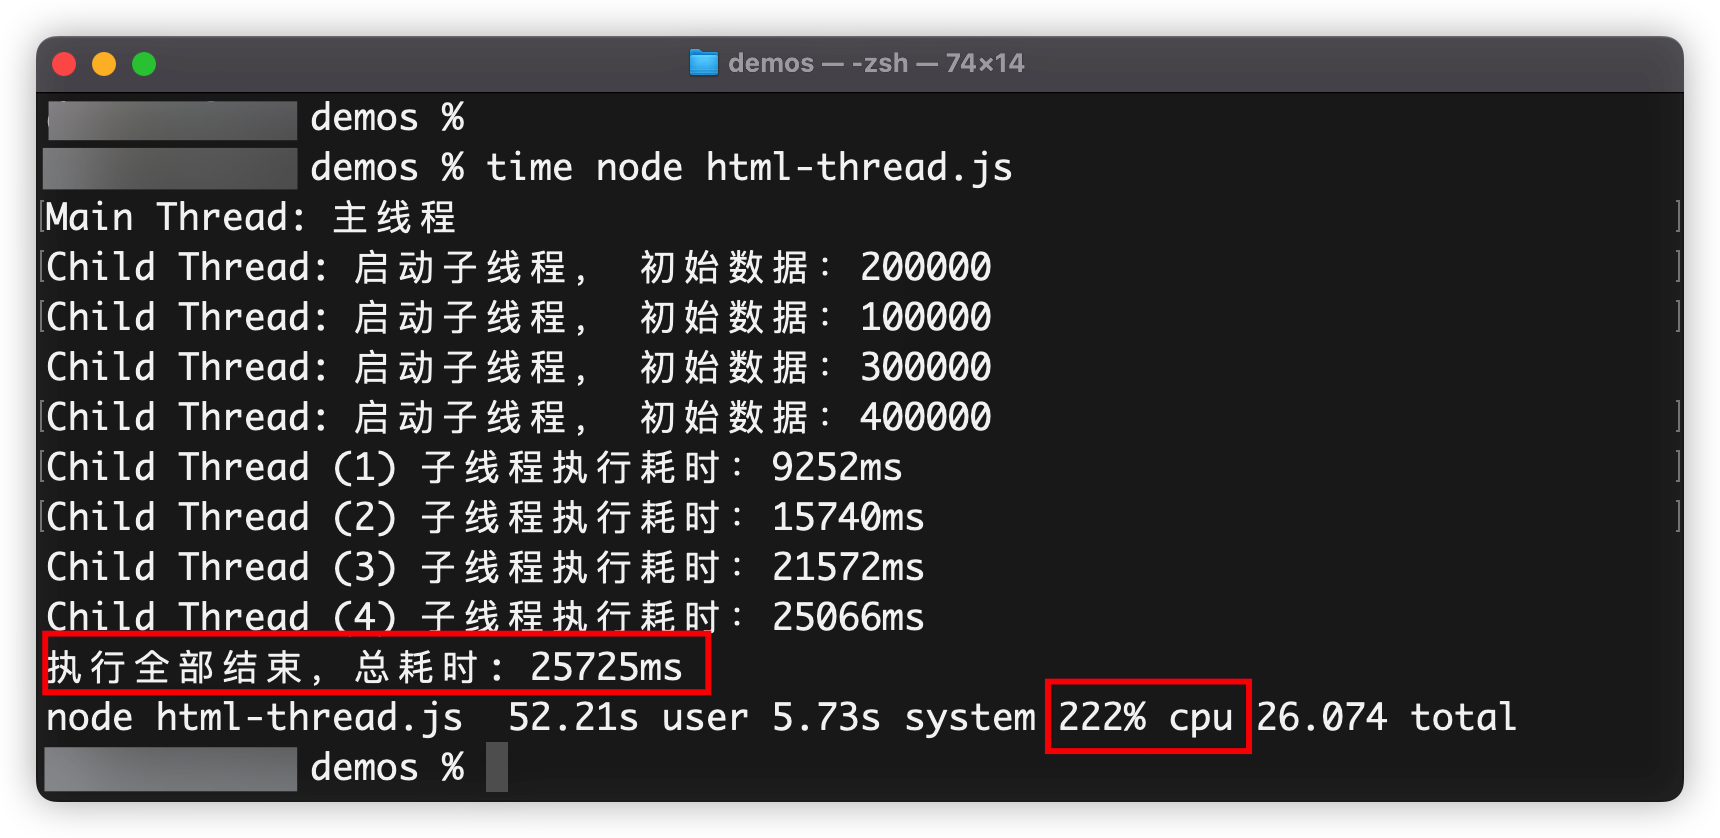 demos — -zsh — 74×14
demos %
demos % time node html-thread.js
Main Thread: 主线程
Child Thread: 启动子线程， 初始数据：200000
Child Thread: 启动子线程， 初始数据：100000
Child Thread: 启动子线程， 初始数据：300000
Child Thread: 启动子线程， 初始数据：400000
Child Thread (1) 子线程执行耗时：9252ms
Child Thread (2) 子线程执行耗时：15740ms
Child Thread (3) 子线程执行耗时：21572ms
Child Thread (4) 子线程执行耗时：25066ms
执行全部结束，总耗时：25725ms
node html-thread.js  52.21s user 5.73s system 222% cpu 26.074 total
demos %